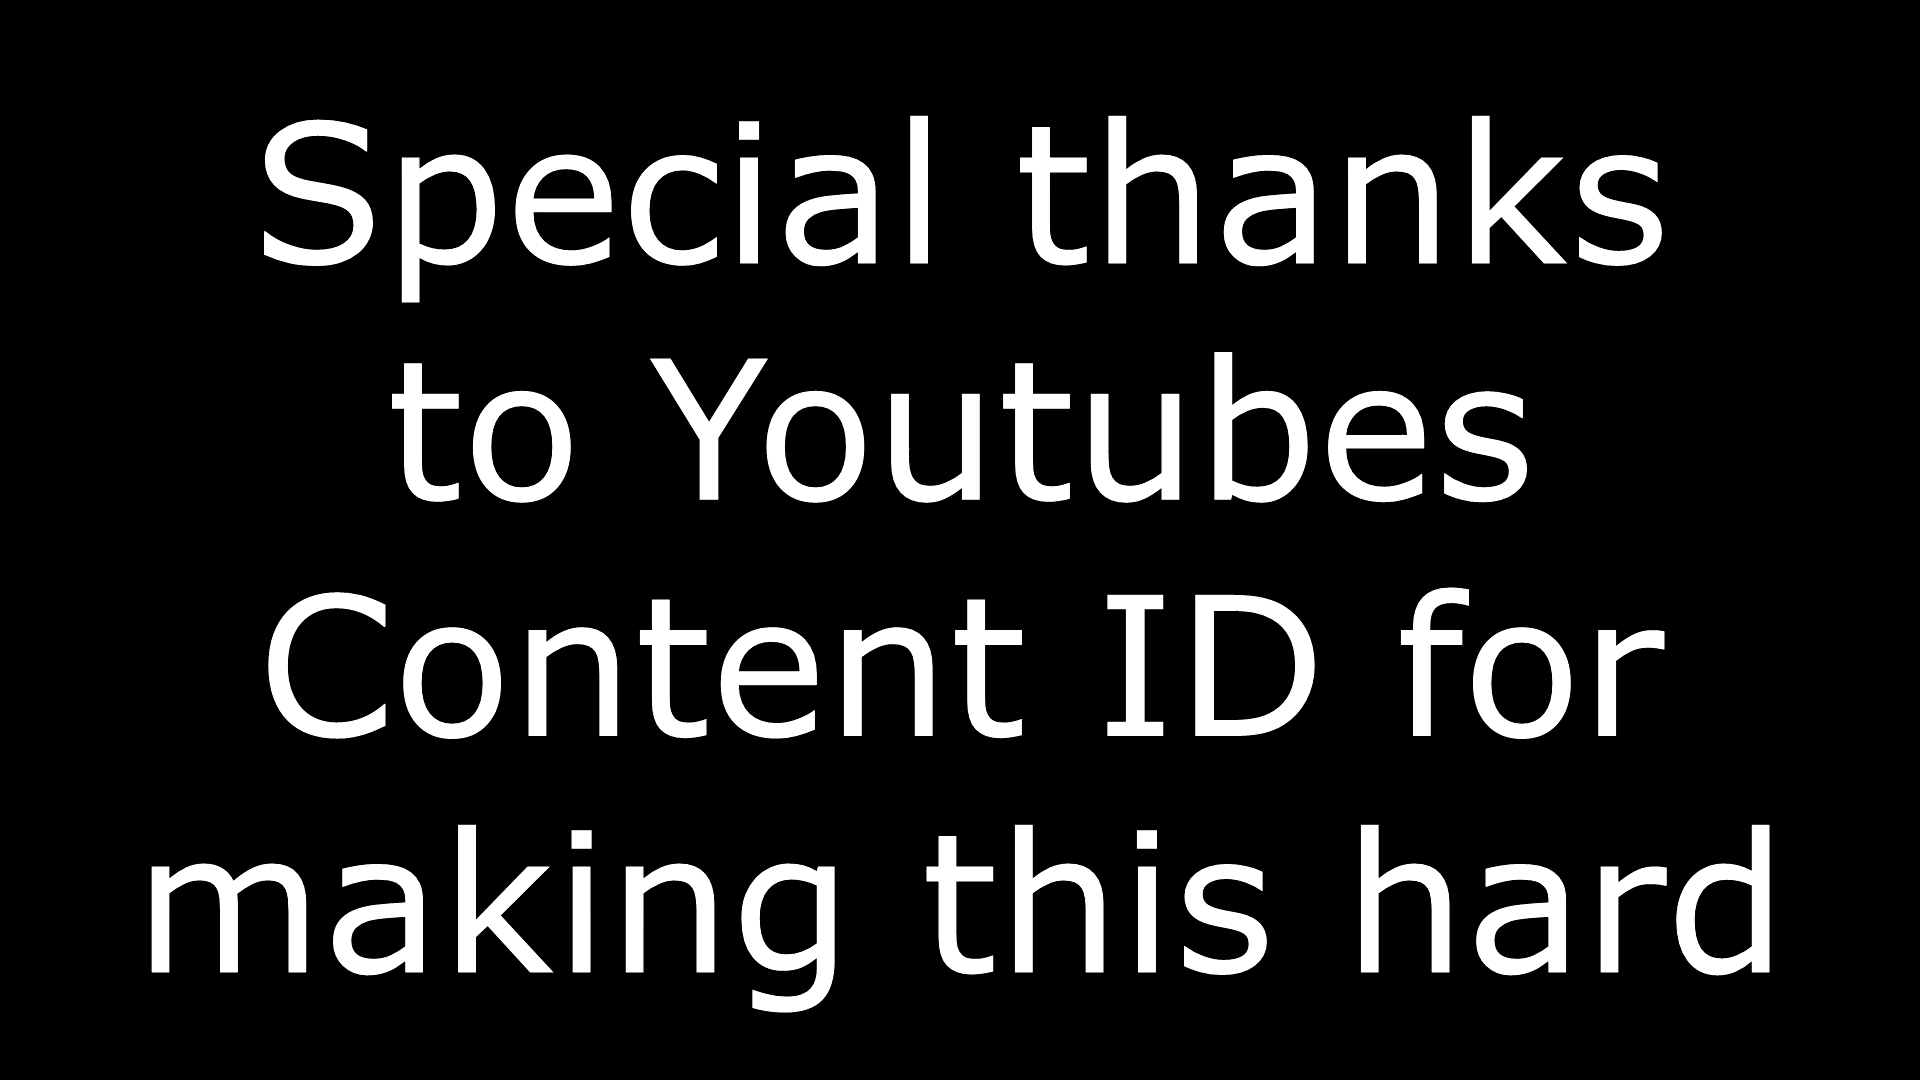 Special thanks
to Youtubes
Content ID for
making this hard